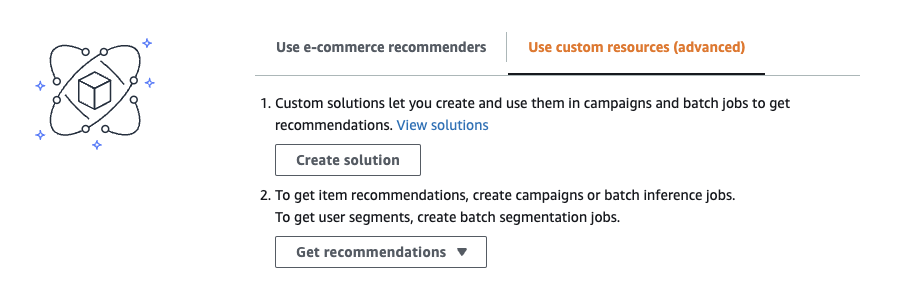 Use e-commerce recommenders
Use custom resources (advanced)
1. Custom solutions let you create and use them in campaigns and batch jobs to get
recommendations. View solutions
Create solution
2. To get item recommendations, create campaigns or batch inference jobs.
To get user segments, create batch segmentation jobs.
Get recommendations